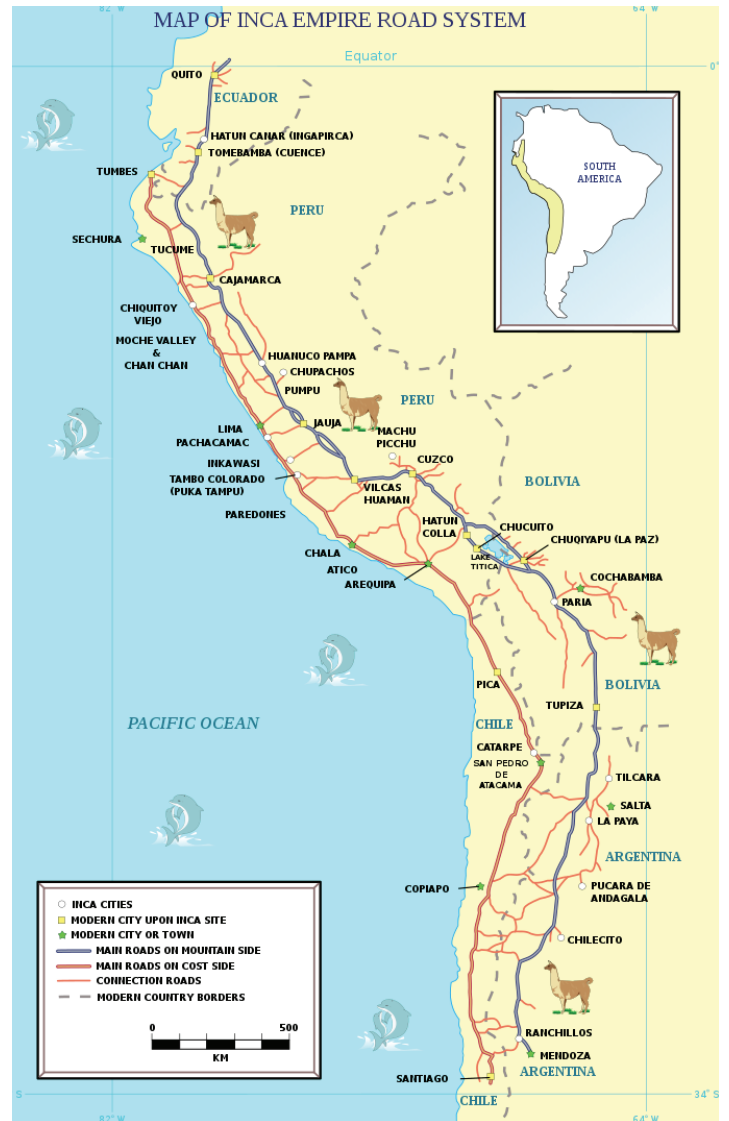 82° W
64° W
MAP OF INCA EMPIRE ROAD SYSTEM
Equator
0°
QUITO
ECUADOR
HATUN CANAR (INGAPIRCA)
TOMEBAMBA (CUENCE)
TUMBES
SOUTH
AMERICA
PERU
SECHURA
TUCUME
CAJAMARCA
CHIQUITOY
VIEJO
MOCHE VALLEY
&
CHAN CHAN
HUANUCO PAMPA
CHUPACHOS
PUMPU
PERU
LIMA
JAUJA
PACHACAMAC
MACHU
PICCHU
INKAWASI
CUZCO
TAMBO COLORADO
(PUKA TAMPU)
VILCAS
HUAMAN
BOLIVIA
PAREDONES
HATUN
COLLA
CHUCUITO
CHUQIYAPU (LA PAZ)
CHALA
LAKE
TITICA
ATICO
AREQUIPA
COCHABAMBA
PARIA
PICA
BOLIVIA
TUPIZA
PACIFIC OCEAN
CHILE
CATARPE
SAN PEDRO
DE
ATACAMA
TILCARA
SALTA
LA PAYA
ARGENTINA
COPIAPO
PUCARA DE
ANDAGALA
CHILECITO
INCA CITIES
MODERN CITY UPON INCA SITE
MODERN CITY OR TOWN
MAIN ROADS ON MOUNTAIN SIDE
MAIN ROADS ON COST SIDE
CONNECTION ROADS
MODERN COUNTRY BORDERS
0 500
KM
RANCHILLOS
MENDOZA
SANTIAGO
ARGENTINA
CHILE
S
34° S
82° W
64° W